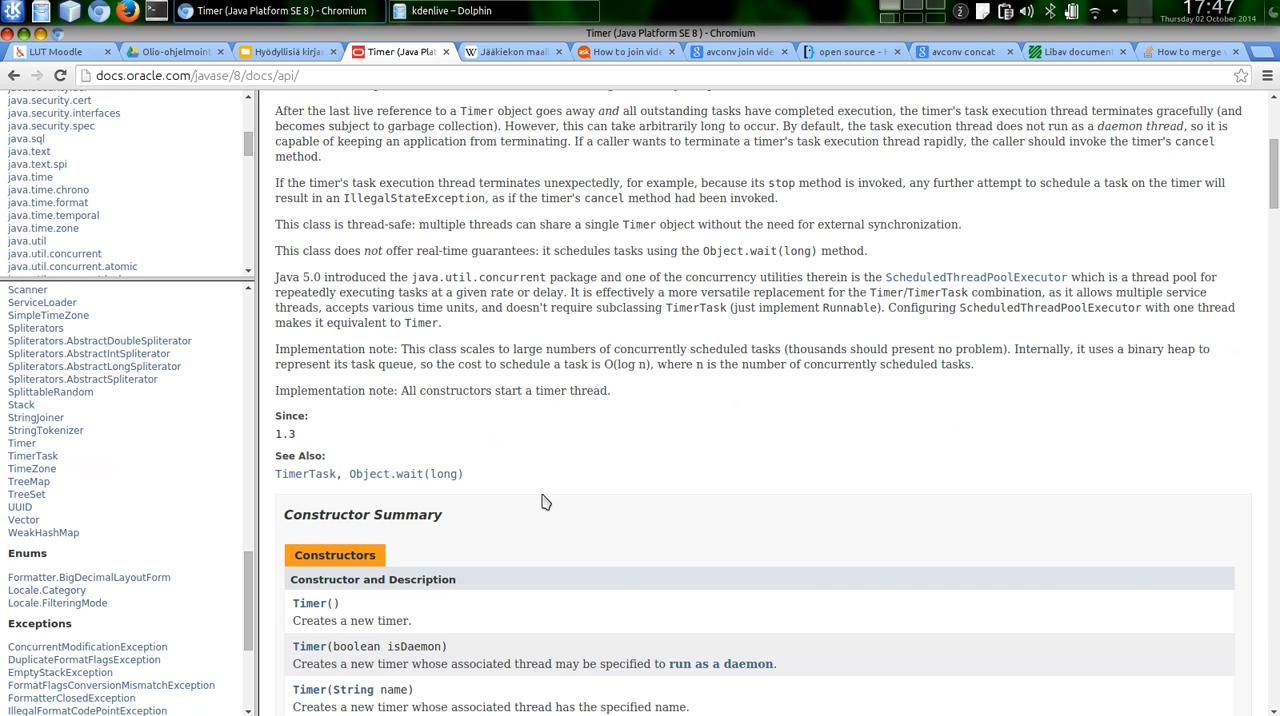 Timer (Java Platform SE 8 ) - Chromium
kdenlive - Dolphin
17:47
Thursday 02 October 2014
Timer (Java Platform SE 8 ) - Chromium
LUT Moodle
Olio-ohjelmoint
Hyödyllisiä kirja
Timer (Java Plat
Jääkiekon maail
How to join vide
avconv join vide
open source - H
avconv concat
Libav document
How to merge v
docs.oracle.com/javase/8/docs/api/
java.security.cert
java.security.interfaces
java.security.spec
java.sql
java.text
java.text.spi
java.time
java.time.chrono
java.time.format
java.time.temporal
java.time.zone
java.util
java.util.concurrent
java.util.concurrent.atomic
Scanner
ServiceLoader
SimpleTimeZone
Spliterators
Spliterators.AbstractDoubleSpliterator
Spliterators.AbstractIntSpliterator
Spliterators.AbstractLongSpliterator
Spliterators.AbstractSpliterator
SplittableRandom
Stack
StringJoiner
StringTokenizer
Timer
TimerTask
TimeZone
TreeMap
TreeSet
UUID
Vector
WeakHashMap
Enums
Formatter.BigDecimalLayoutForm
Locale.Category
Locale.FilteringMode
Exceptions
ConcurrentModificationException
DuplicateFormatFlagsException
EmptyStackException
FormatFlagsConversionMismatchException
FormatterClosedException
IllegalFormatCodePointException
After the last live reference to a Timer object goes away and all outstanding tasks have completed execution, the timer's task execution thread terminates gracefully (and
becomes subject to garbage collection). However, this can take arbitrarily long to occur. By default, the task execution thread does not run as a daemon thread, so it is
capable of keeping an application from terminating. If a caller wants to terminate a timer's task execution thread rapidly, the caller should invoke the timer's cancel
method.
If the timer's task execution thread terminates unexpectedly, for example, because its stop method is invoked, any further attempt to schedule a task on the timer will
result in an IllegalStateException, as if the timer's cancel method had been invoked.
This class is thread-safe: multiple threads can share a single Timer object without the need for external synchronization.
This class does not offer real-time guarantees: it schedules tasks using the Object.wait(long) method.
Java 5.0 introduced the java.util.concurrent package and one of the concurrency utilities therein is the ScheduledThreadPoolExecutor which is a thread pool for
repeatedly executing tasks at a given rate or delay. It is effectively a more versatile replacement for the Timer/TimerTask combination, as it allows multiple service
threads, accepts various time units, and doesn't require subclassing TimerTask (just implement Runnable). Configuring ScheduledThreadPoolExecutor with one thread
makes it equivalent to Timer.
Implementation note: This class scales to large numbers of concurrently scheduled tasks (thousands should present no problem). Internally, it uses a binary heap to
represent its task queue, so the cost to schedule a task is O(log n), where n is the number of concurrently scheduled tasks.
Implementation note: All constructors start a timer thread.
Since:
1.3
See Also:
TimerTask, Object.wait(long)
Constructor Summary
Constructors
Constructor and Description
Timer()
Creates a new timer.
Timer(boolean isDaemon)
Creates a new timer whose associated thread may be specified to run as a daemon.
Timer(String name)
Creates a new timer whose associated thread has the specified name.